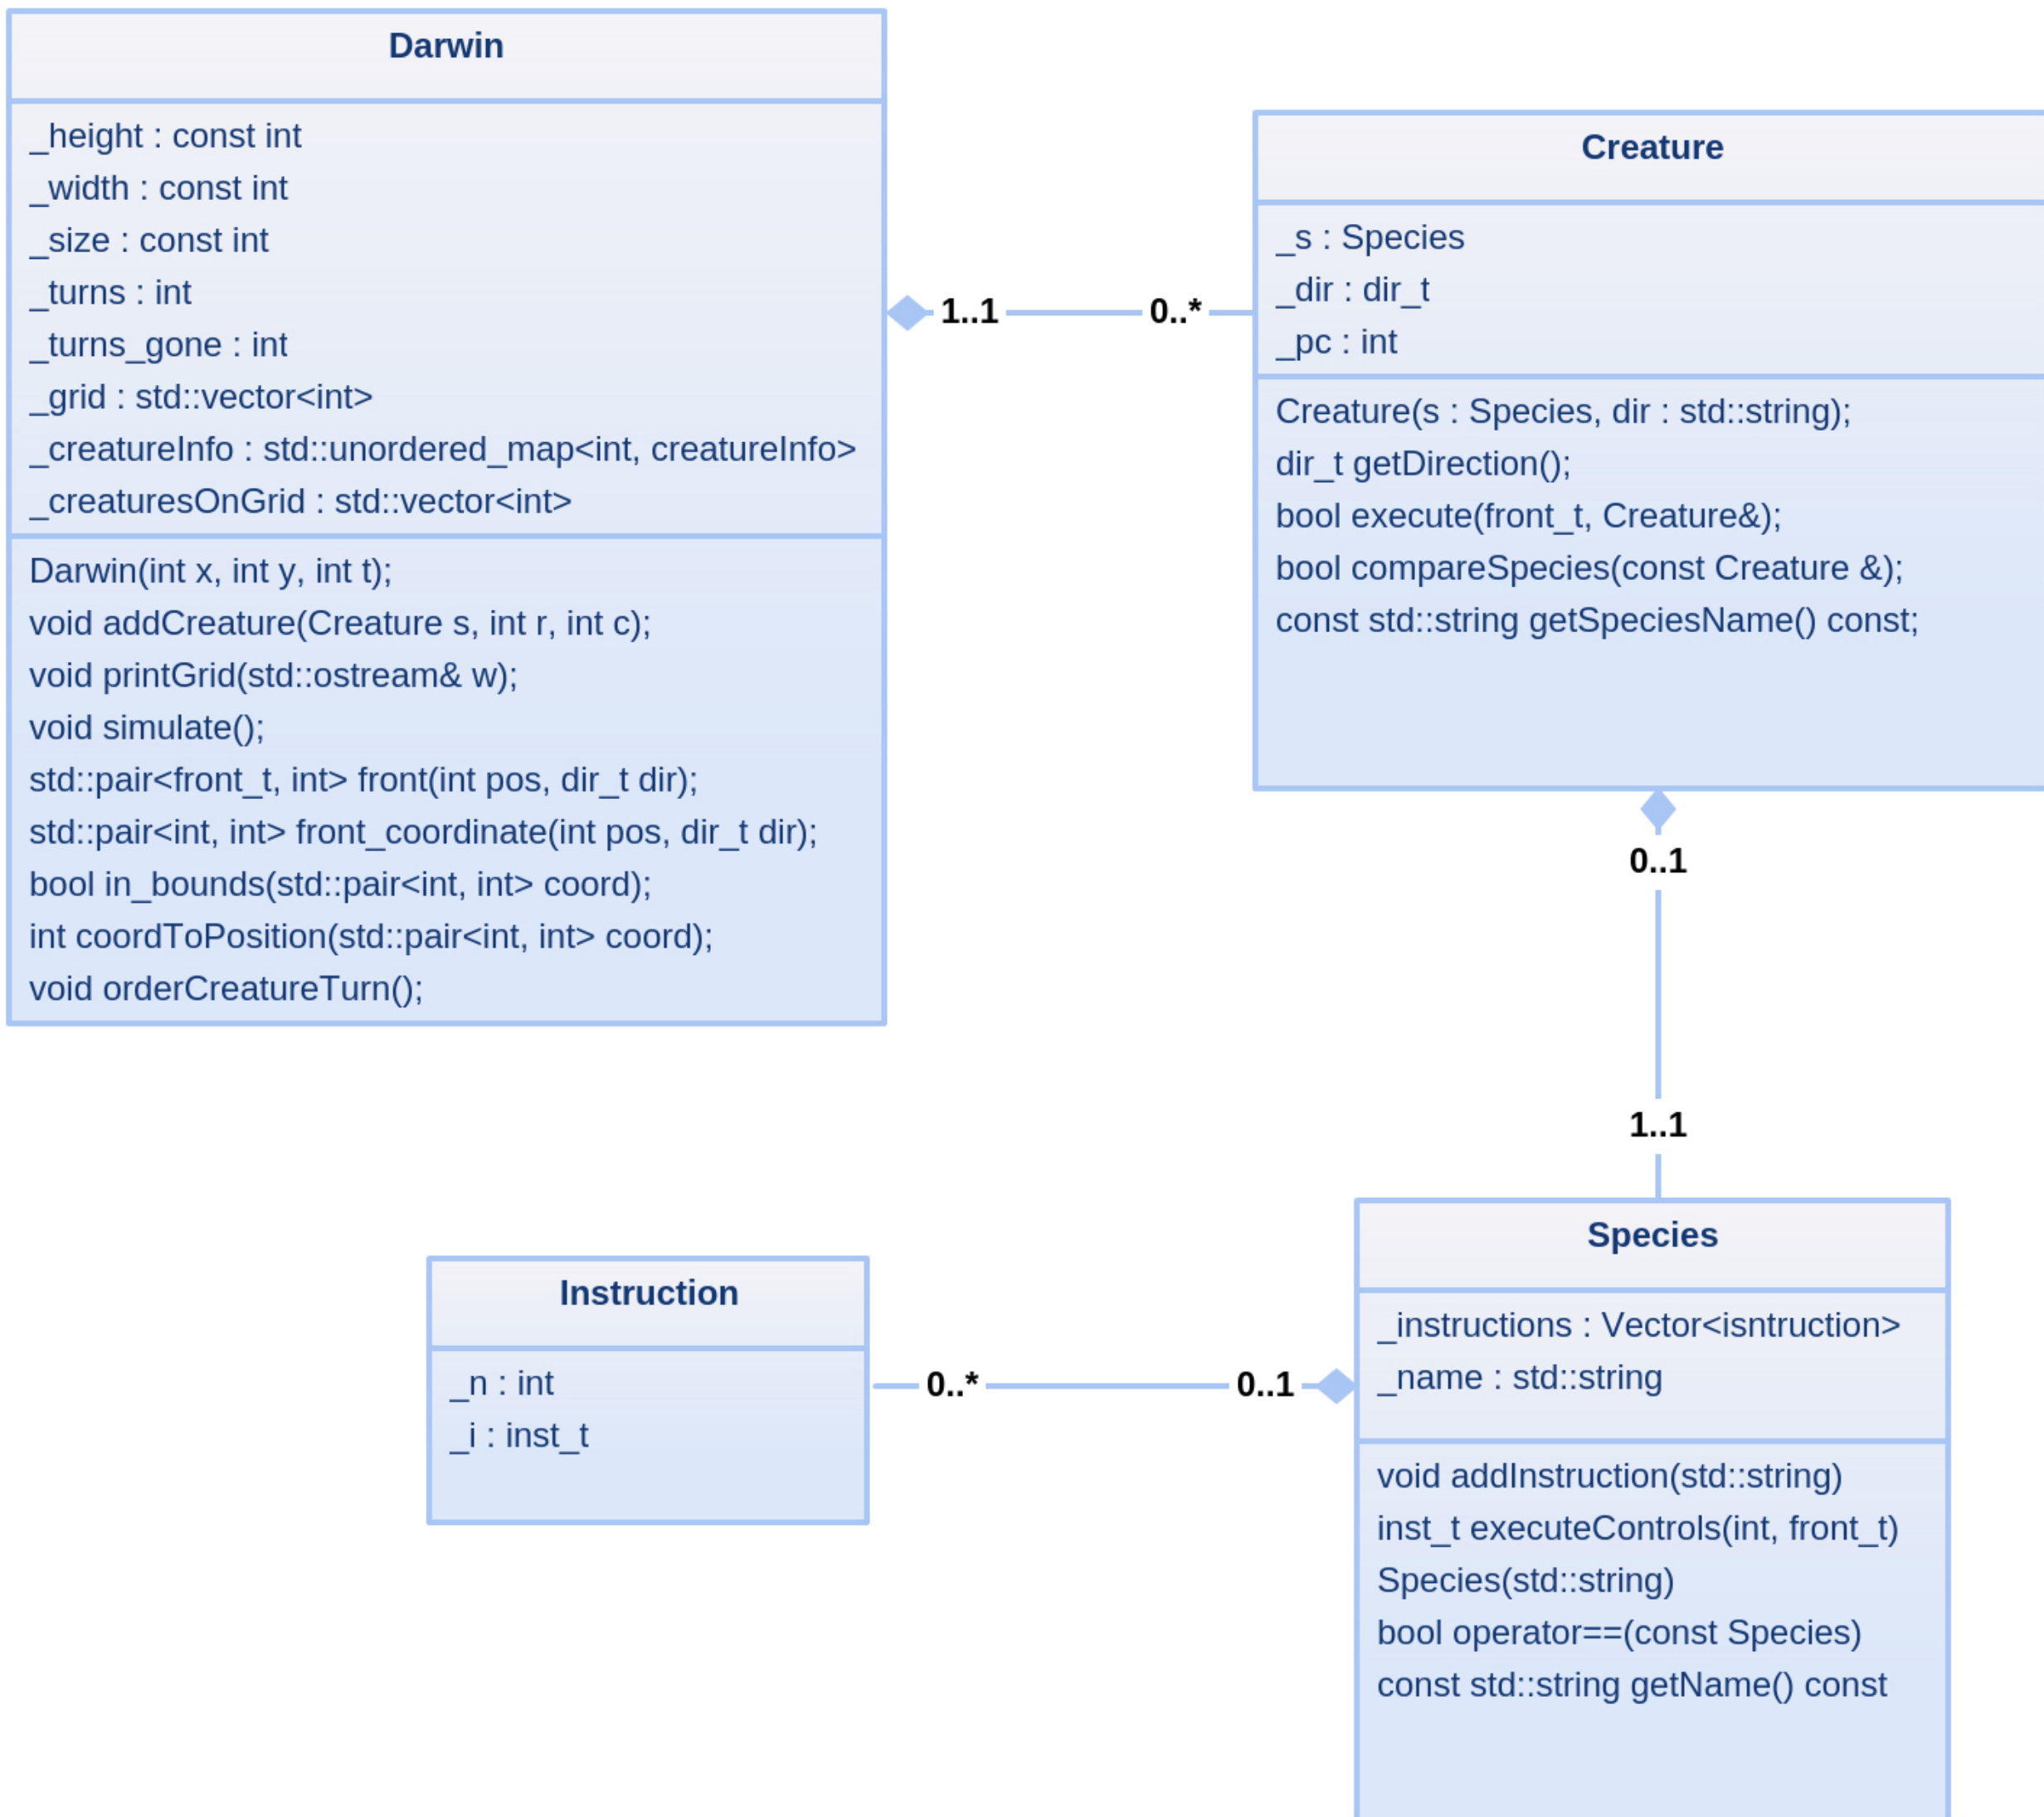 Darwin
_height : const int
_width : const int
_size : const int
_turns : int
_turns_gone : int
_grid : std::vector<int>
_creatureInfo : std::unordered_map<int, creatureInfo>
_creaturesOnGrid : std::vector<int>
Darwin(int x, int y, int t);
void addCreature(Creature s, int r, int c);
void printGrid(std::ostream& w);
void simulate();
std::pair<front_t, int> front(int pos, dir_t dir);
std::pair<int, int> front_coordinate(int pos, dir_t dir);
bool in_bounds(std::pair<int, int> coord);
int coordToPosition(std::pair<int, int> coord);
void orderCreatureTurn();
1..1
0..*
Creature
_s : Species
_dir : dir_t
_pc : int
Creature(s : Species, dir : std::string);
dir_t getDirection();
bool execute(front_t, Creature&);
bool compareSpecies(const Creature &);
const std::string getSpeciesName() const;
0..1
1..1
Instruction
_n : int
_i : inst_t
0..*
0..1
Species
_instructions : Vector<isntruction>
_name : std::string
void addInstruction(std::string)
inst_t executeControls(int, front_t)
Species(std::string)
bool operator==(const Species)
const std::string getName() const